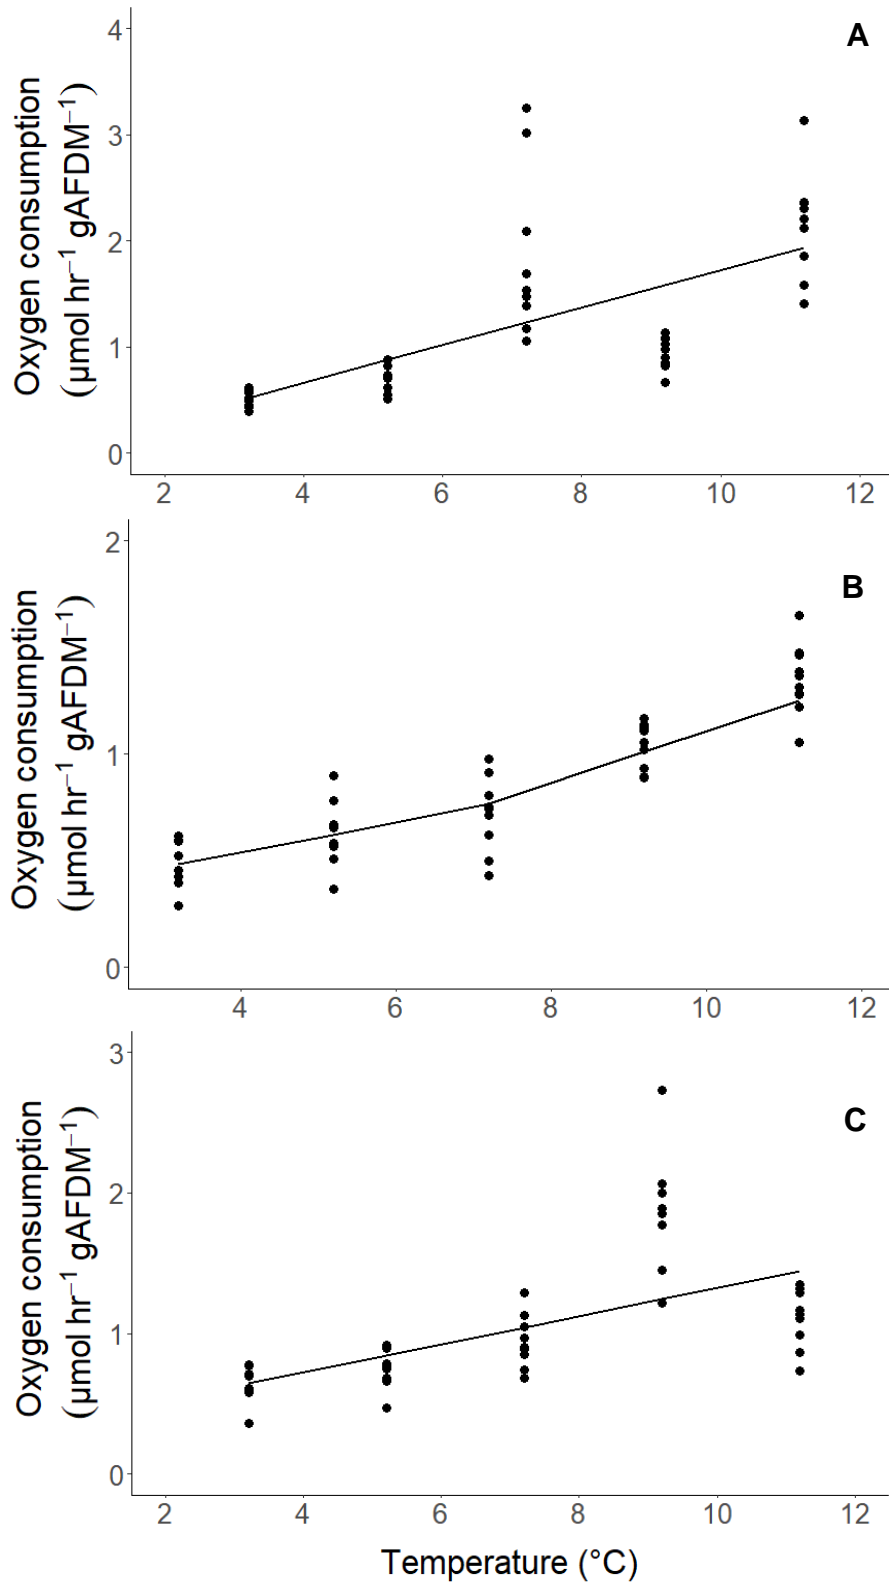 A
Oxygen consumption
(µmol hr⁻¹ gAFDM⁻¹)
4
3
2
1
0
2 4 6 8 10 12
B
Oxygen consumption
(µmol hr⁻¹ gAFDM⁻¹)
2
1
0
4 6 8 10 12
C
Oxygen consumption
(µmol hr⁻¹ gAFDM⁻¹)
3
2
1
0
2 4 6 8 10 12
Temperature (°C)